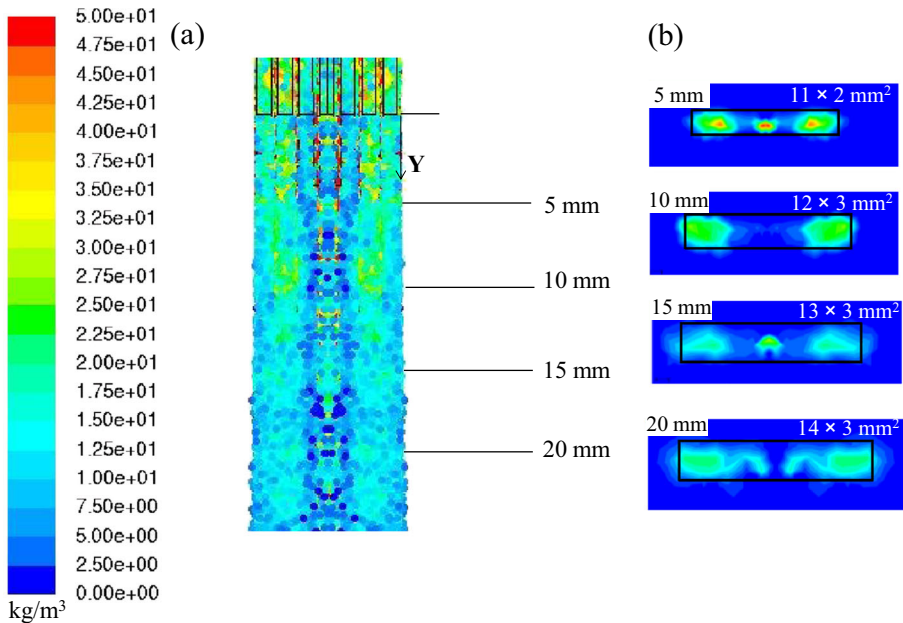 5.00e+01
4.75e+01
4.50e+01
4.25e+01
4.00e+01
3.75e+01
3.50e+01
3.25e+01
3.00e+01
2.75e+01
2.50e+01
2.25e+01
2.00e+01
1.75e+01
1.50e+01
1.25e+01
1.00e+01
7.50e+00
5.00e+00
2.50e+00
0.00e+00
kg/m³
(a)
Y
5 mm
10 mm
15 mm
20 mm
(b)
5 mm 11 × 2 mm²
10 mm 12 × 3 mm²
15 mm 13 × 3 mm²
20 mm 14 × 3 mm²